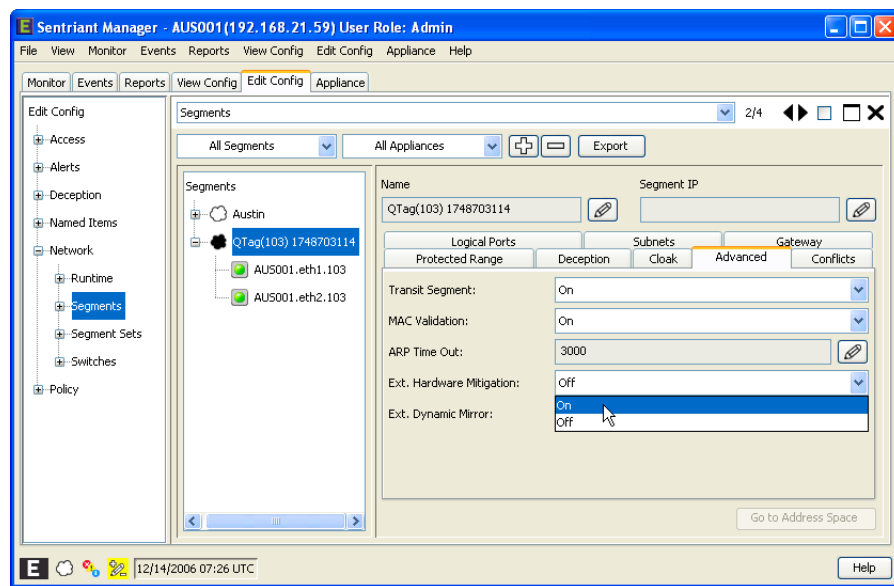 E Sentriant Manager - AUS001(192.168.21.59) User Role: Admin
File View Monitor Events Reports View Config Edit Config Appliance Help
Monitor Events Reports View Config Edit Config Appliance
Edit Config
Access
Alerts
Deception
Named Items
Network
Runtime
Segments
Segment Sets
Switches
Policy
Segments 2/4
All Segments All Appliances Export
Segments
Austin
QTag(103) 1748703114
AUS001.eth1.103
AUS001.eth2.103
Name Segment IP
QTag(103) 1748703114
Logical Ports Subnets Gateway
Protected Range Deception Cloak Advanced Conflicts
Transit Segment: On
MAC Validation: On
ARP Time Out: 3000
Ext. Hardware Mitigation: Off
On
Ext. Dynamic Mirror: Off
Go to Address Space
E 12/14/2006 07:26 UTC Help